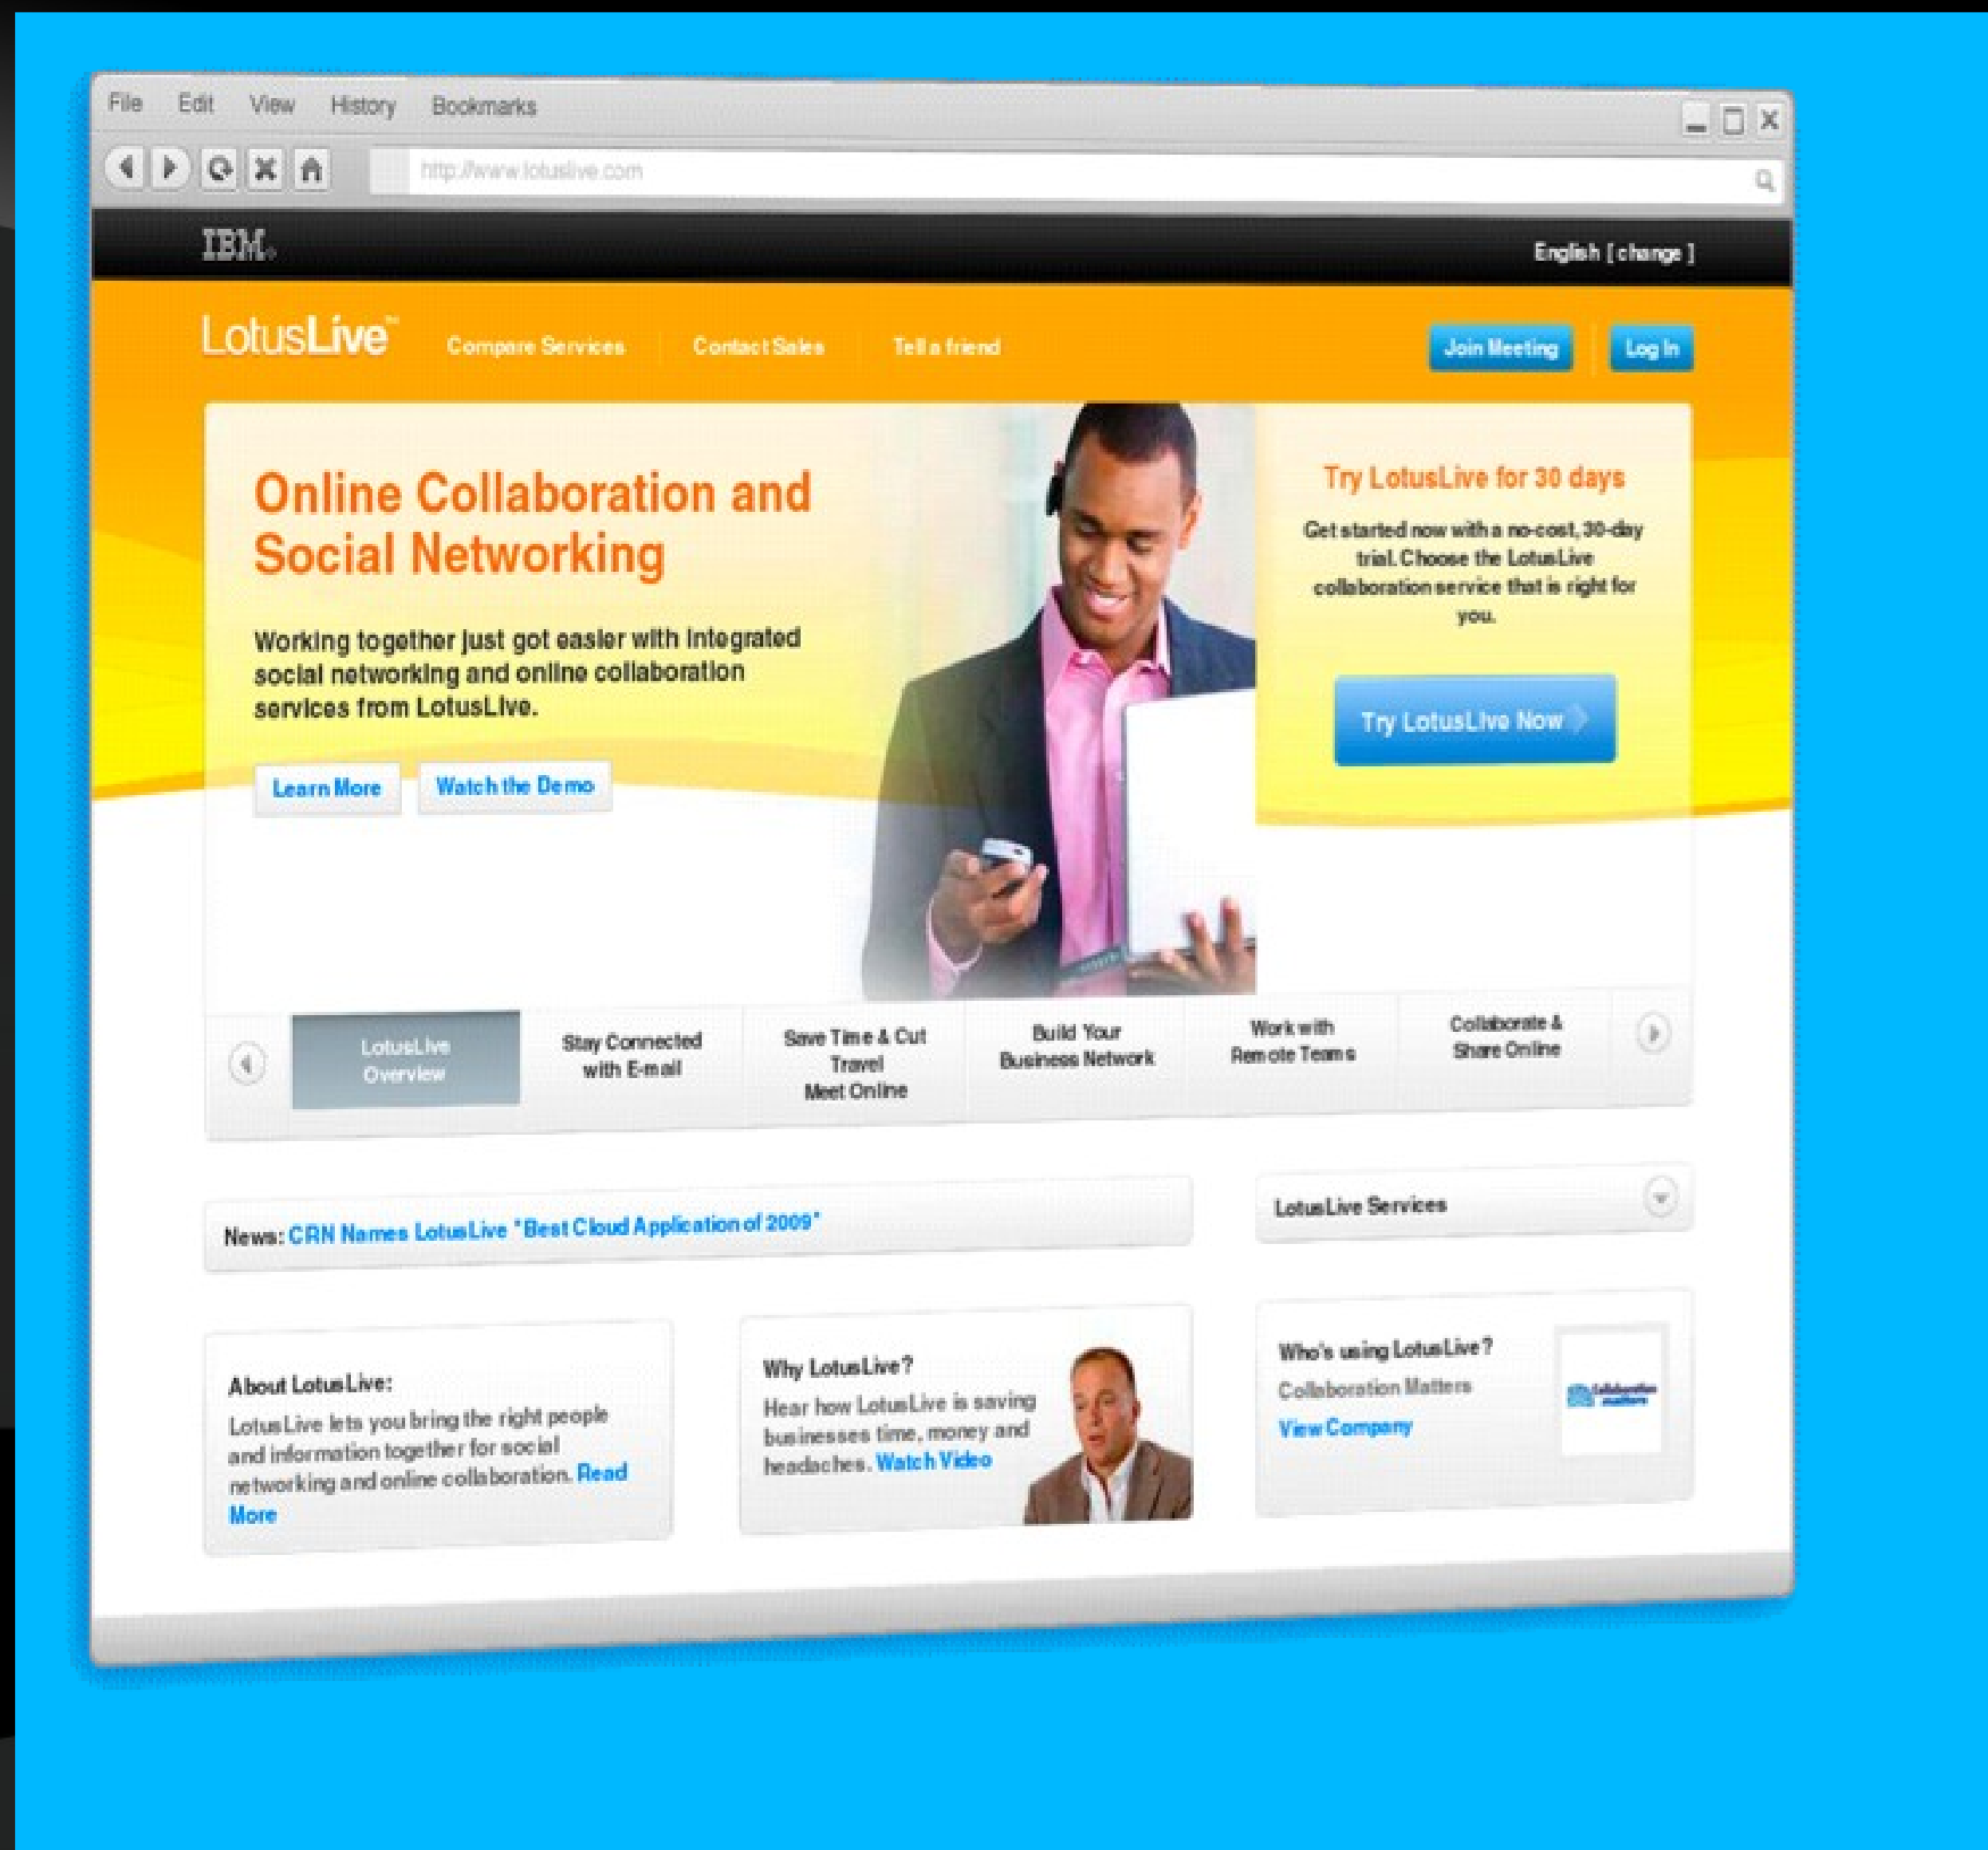 File Edit View History Bookmarks
http://www.lotuslive.com
IBM®
English [ change ]
LotusLive™ Compare Services Contact Sales Tell a friend Join Meeting Log In
Online Collaboration and
Social Networking
Working together just got easier with integrated
social networking and online collaboration
services from LotusLive.
Learn More Watch the Demo
Try LotusLive for 30 days
Get started now with a no-cost, 30-day
trial. Choose the LotusLive
collaboration service that is right for
you.
Try LotusLive Now
LotusLive
Overview
Stay Connected
with E-mail
Save Time & Cut
Travel
Meet Online
Build Your
Business Network
Work with
Remote Teams
Collaborate &
Share Online
News: CRN Names LotusLive "Best Cloud Application of 2009"
LotusLive Services
About LotusLive:
LotusLive lets you bring the right people
and information together for social
networking and online collaboration. Read
More
Why LotusLive?
Hear how LotusLive is saving
businesses time, money and
headaches. Watch Video
Who's using LotusLive?
Collaboration Matters
View Company
Collaboration
matters